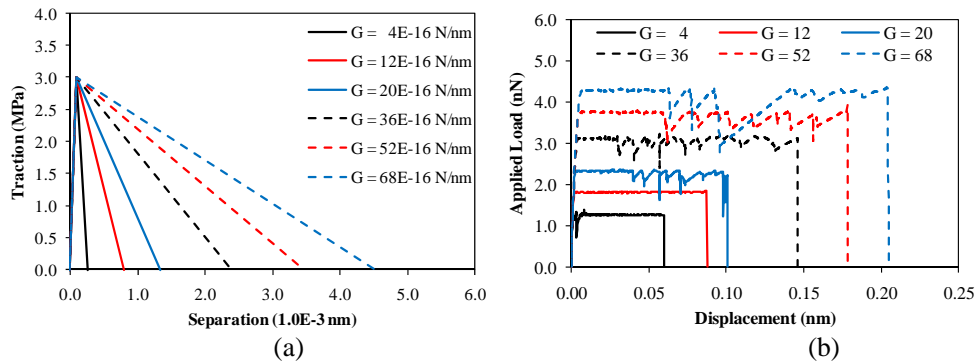 (a)
4.0
3.5
3.0
2.5
2.0
1.5
1.0
0.5
0.0
Traction (MPa)
G = 4E-16 N/nm
G = 12E-16 N/nm
G = 20E-16 N/nm
G = 36E-16 N/nm
G = 52E-16 N/nm
G = 68E-16 N/nm
0.0 1.0 2.0 3.0 4.0 5.0 6.0
Separation (1.0E-3 nm)
(a)
(b)
6.0
5.0
4.0
3.0
2.0
1.0
0.0
Applied Load (nN)
G = 4 G = 12 G = 20
G = 36 G = 52 G = 68
0.00 0.05 0.10 0.15 0.20 0.25
Displacement (nm)
(b)